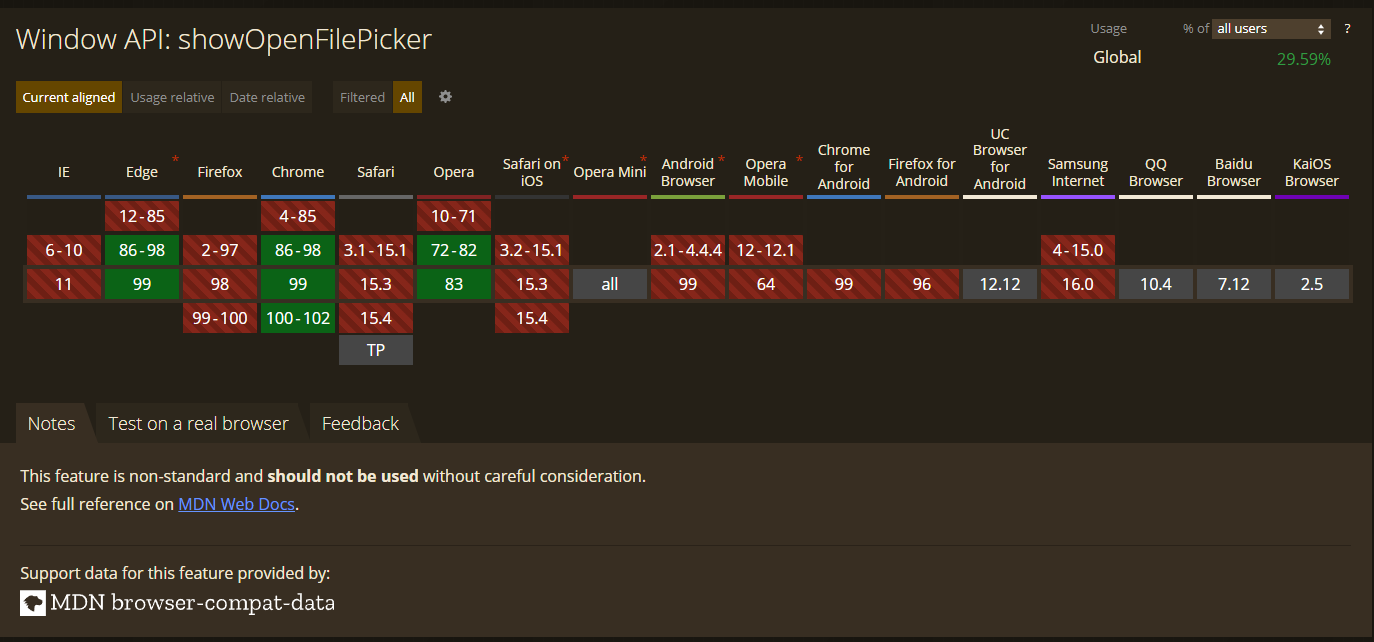 Window API: showOpenFilePicker
Usage % of all users ?
Global 29.59%
Current aligned Usage relative Date relative Filtered All
IE Edge * Firefox Chrome Safari Opera Safari on iOS * Opera Mini * Android Browser * Opera Mobile * Chrome for Android Firefox for Android UC Browser for Android Samsung Internet QQ Browser Baidu Browser KaiOS Browser
12-85 4-85 10-71
6-10 86-98 2-97 86-98 3.1-15.1 72-82 3.2-15.1 2.1-4.4.4 12-12.1 4-15.0
11 99 98 99 15.3 83 15.3 all 99 64 99 96 12.12 16.0 10.4 7.12 2.5
99-100 100-102 15.4 15.4
TP
Notes Test on a real browser Feedback
This feature is non-standard and should not be used without careful consideration.
See full reference on MDN Web Docs.
Support data for this feature provided by:
MDN browser-compat-data